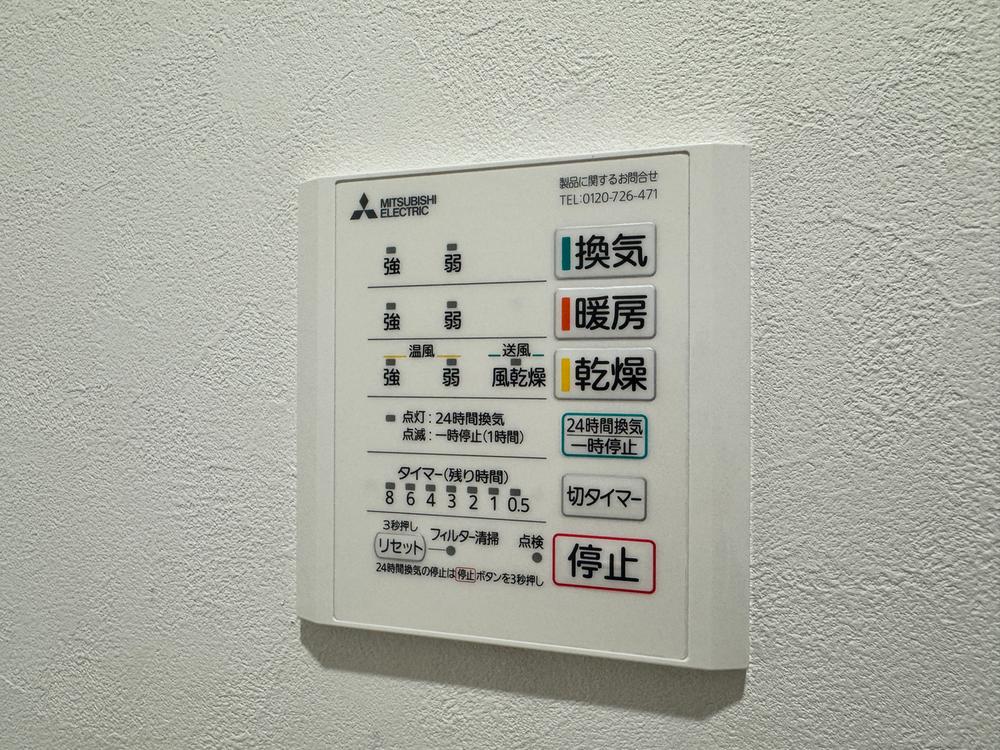 MITSUBISHI
ELECTRIC
製品に関するお問合せ
TEL:0120-726-471
強 弱 換気
強 弱 暖房
温風 送風
強 弱 風乾燥 乾燥
点灯:24時間換気
点滅:一時停止(1時間)
24時間換気
一時停止
タイマー(残り時間)
8 6 4 3 2 1 0.5
切タイマー
3秒押し
リセット フィルター清掃 点検
24時間換気の停止は停止ボタンを3秒押し
停止